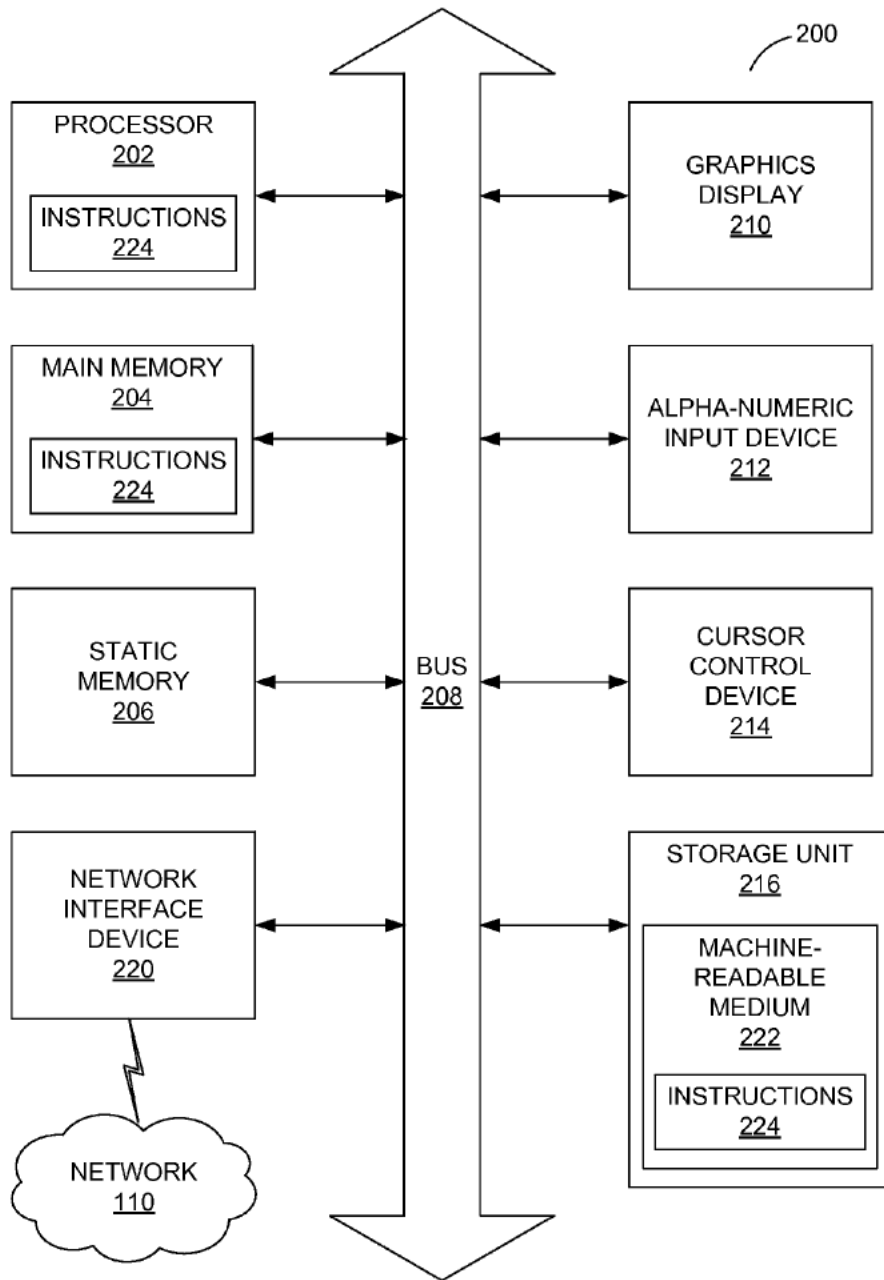 200
PROCESSOR
202
INSTRUCTIONS
224
MAIN MEMORY
204
INSTRUCTIONS
224
STATIC
MEMORY
206
NETWORK
INTERFACE
DEVICE
220
NETWORK
110
BUS
208
GRAPHICS
DISPLAY
210
ALPHA-NUMERIC
INPUT DEVICE
212
CURSOR
CONTROL
DEVICE
214
STORAGE UNIT
216
MACHINE-
READABLE
MEDIUM
222
INSTRUCTIONS
224